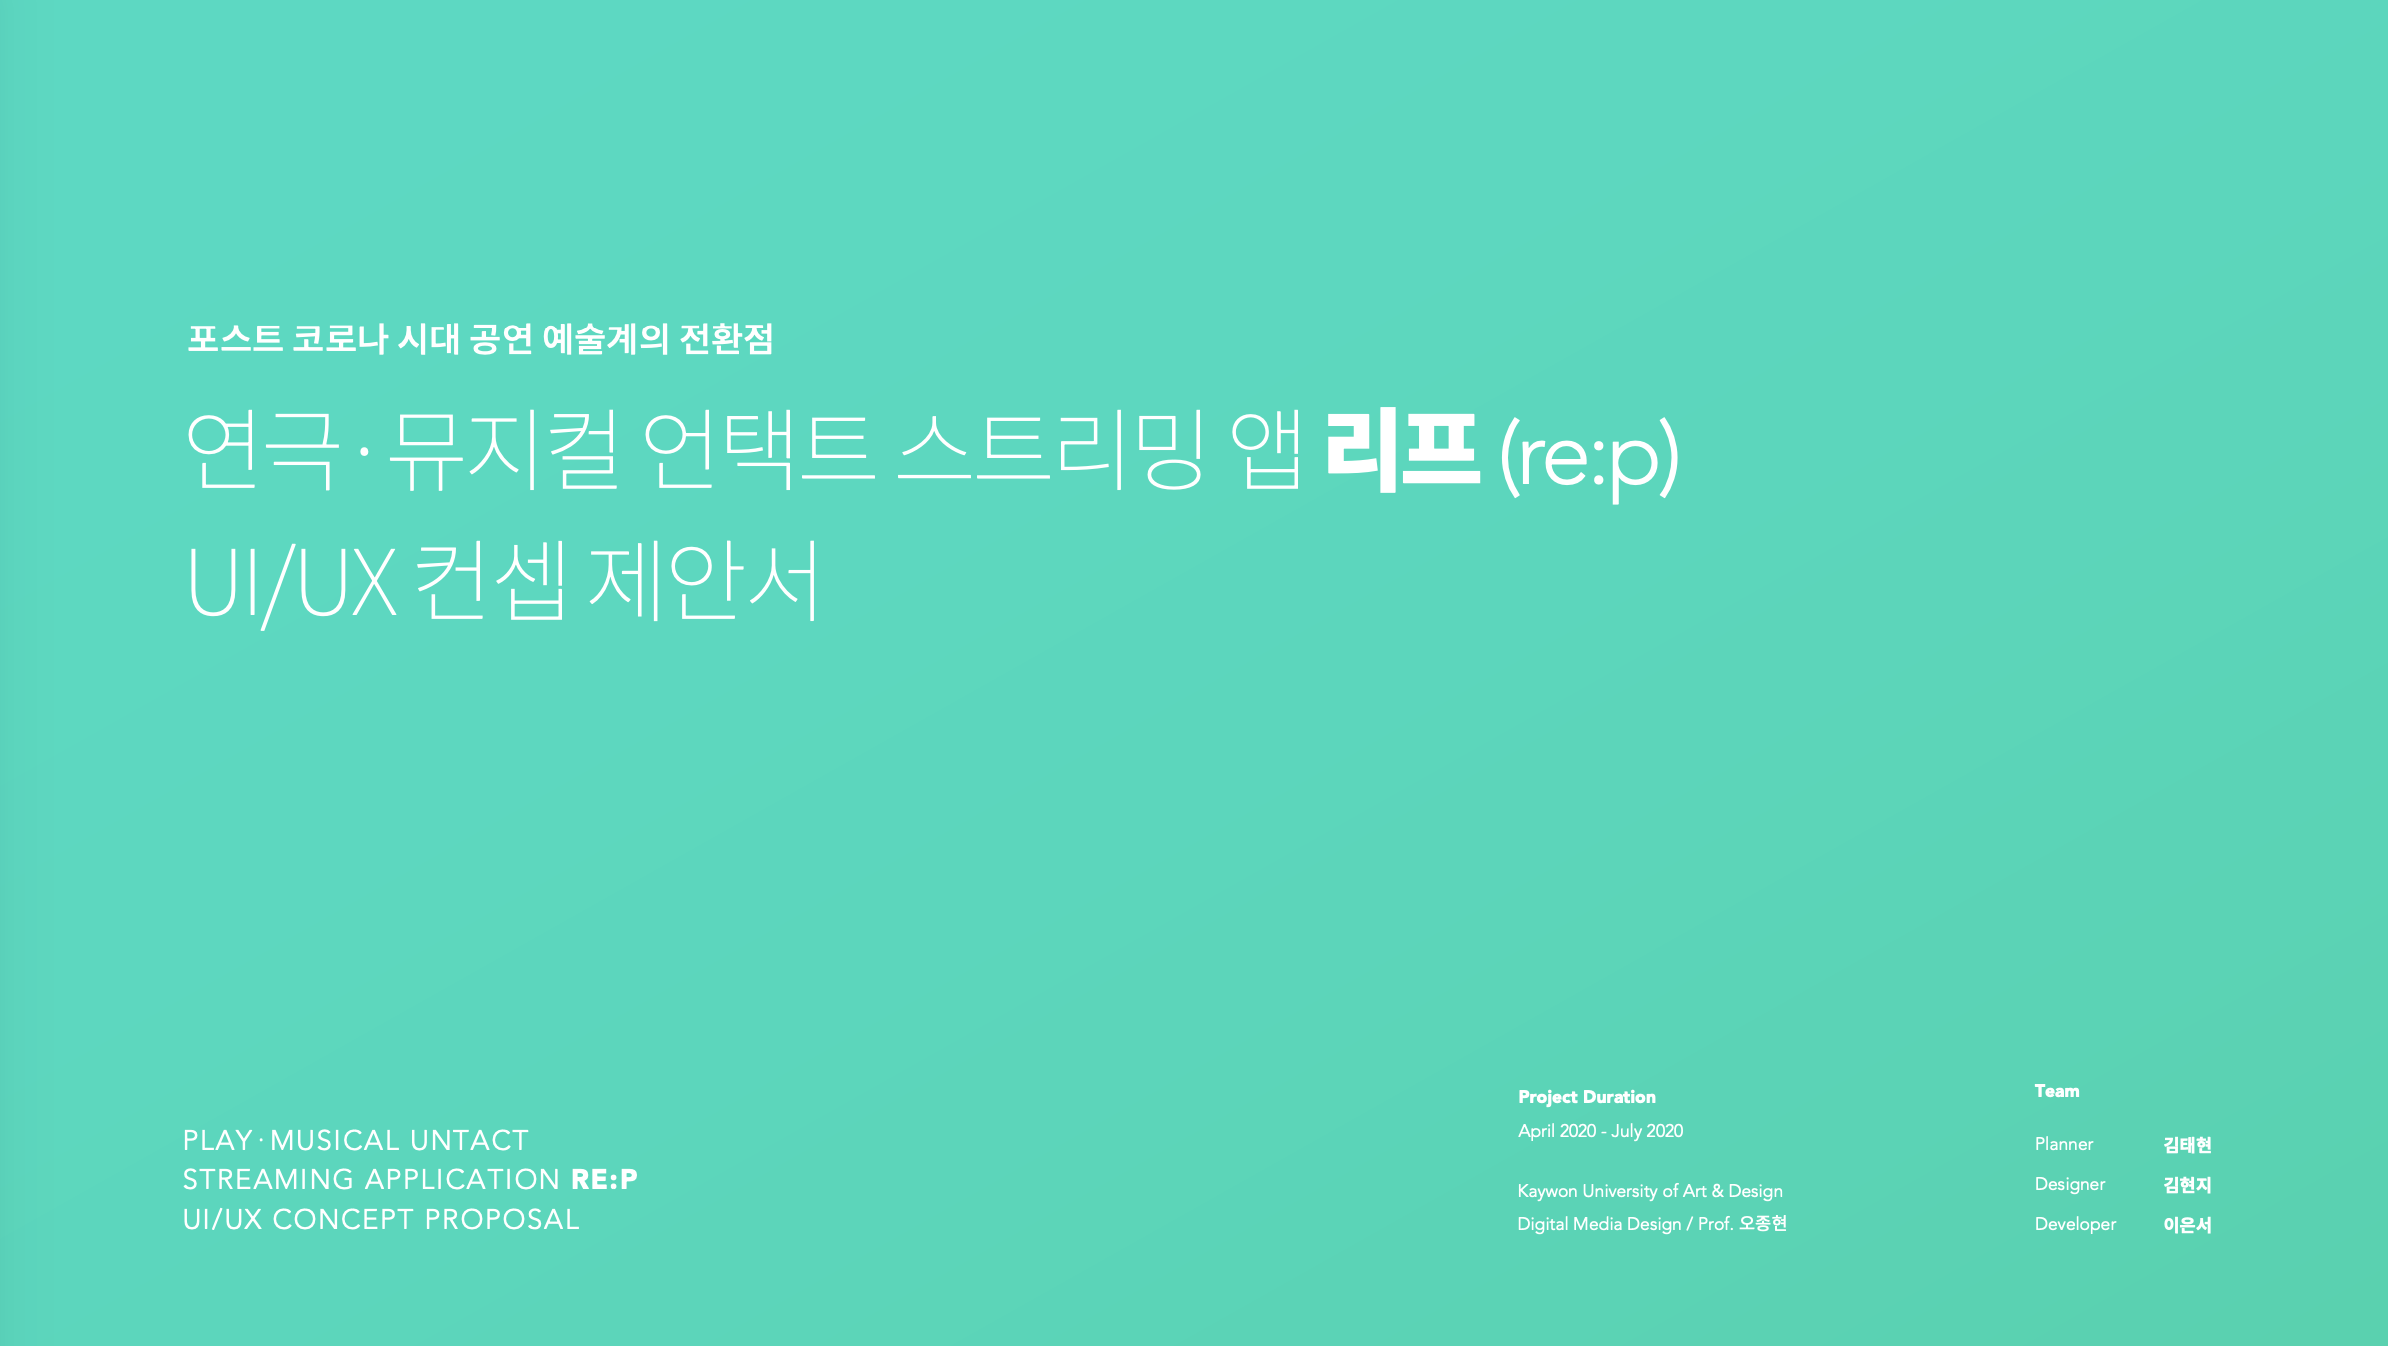 포스트 코로나 시대 공연 예술계의 전환점
연극·뮤지컬 언택트 스트리밍 앱 리프 (re:p)
UI/UX 컨셉 제안서
PLAY·MUSICAL UNTACT
STREAMING APPLICATION RE:P
UI/UX CONCEPT PROPOSAL
Project Duration
April 2020 - July 2020
Kaywon University of Art & Design
Digital Media Design / Prof. 오종현
Team
Planner 김태현
Designer 김현지
Developer 이은서